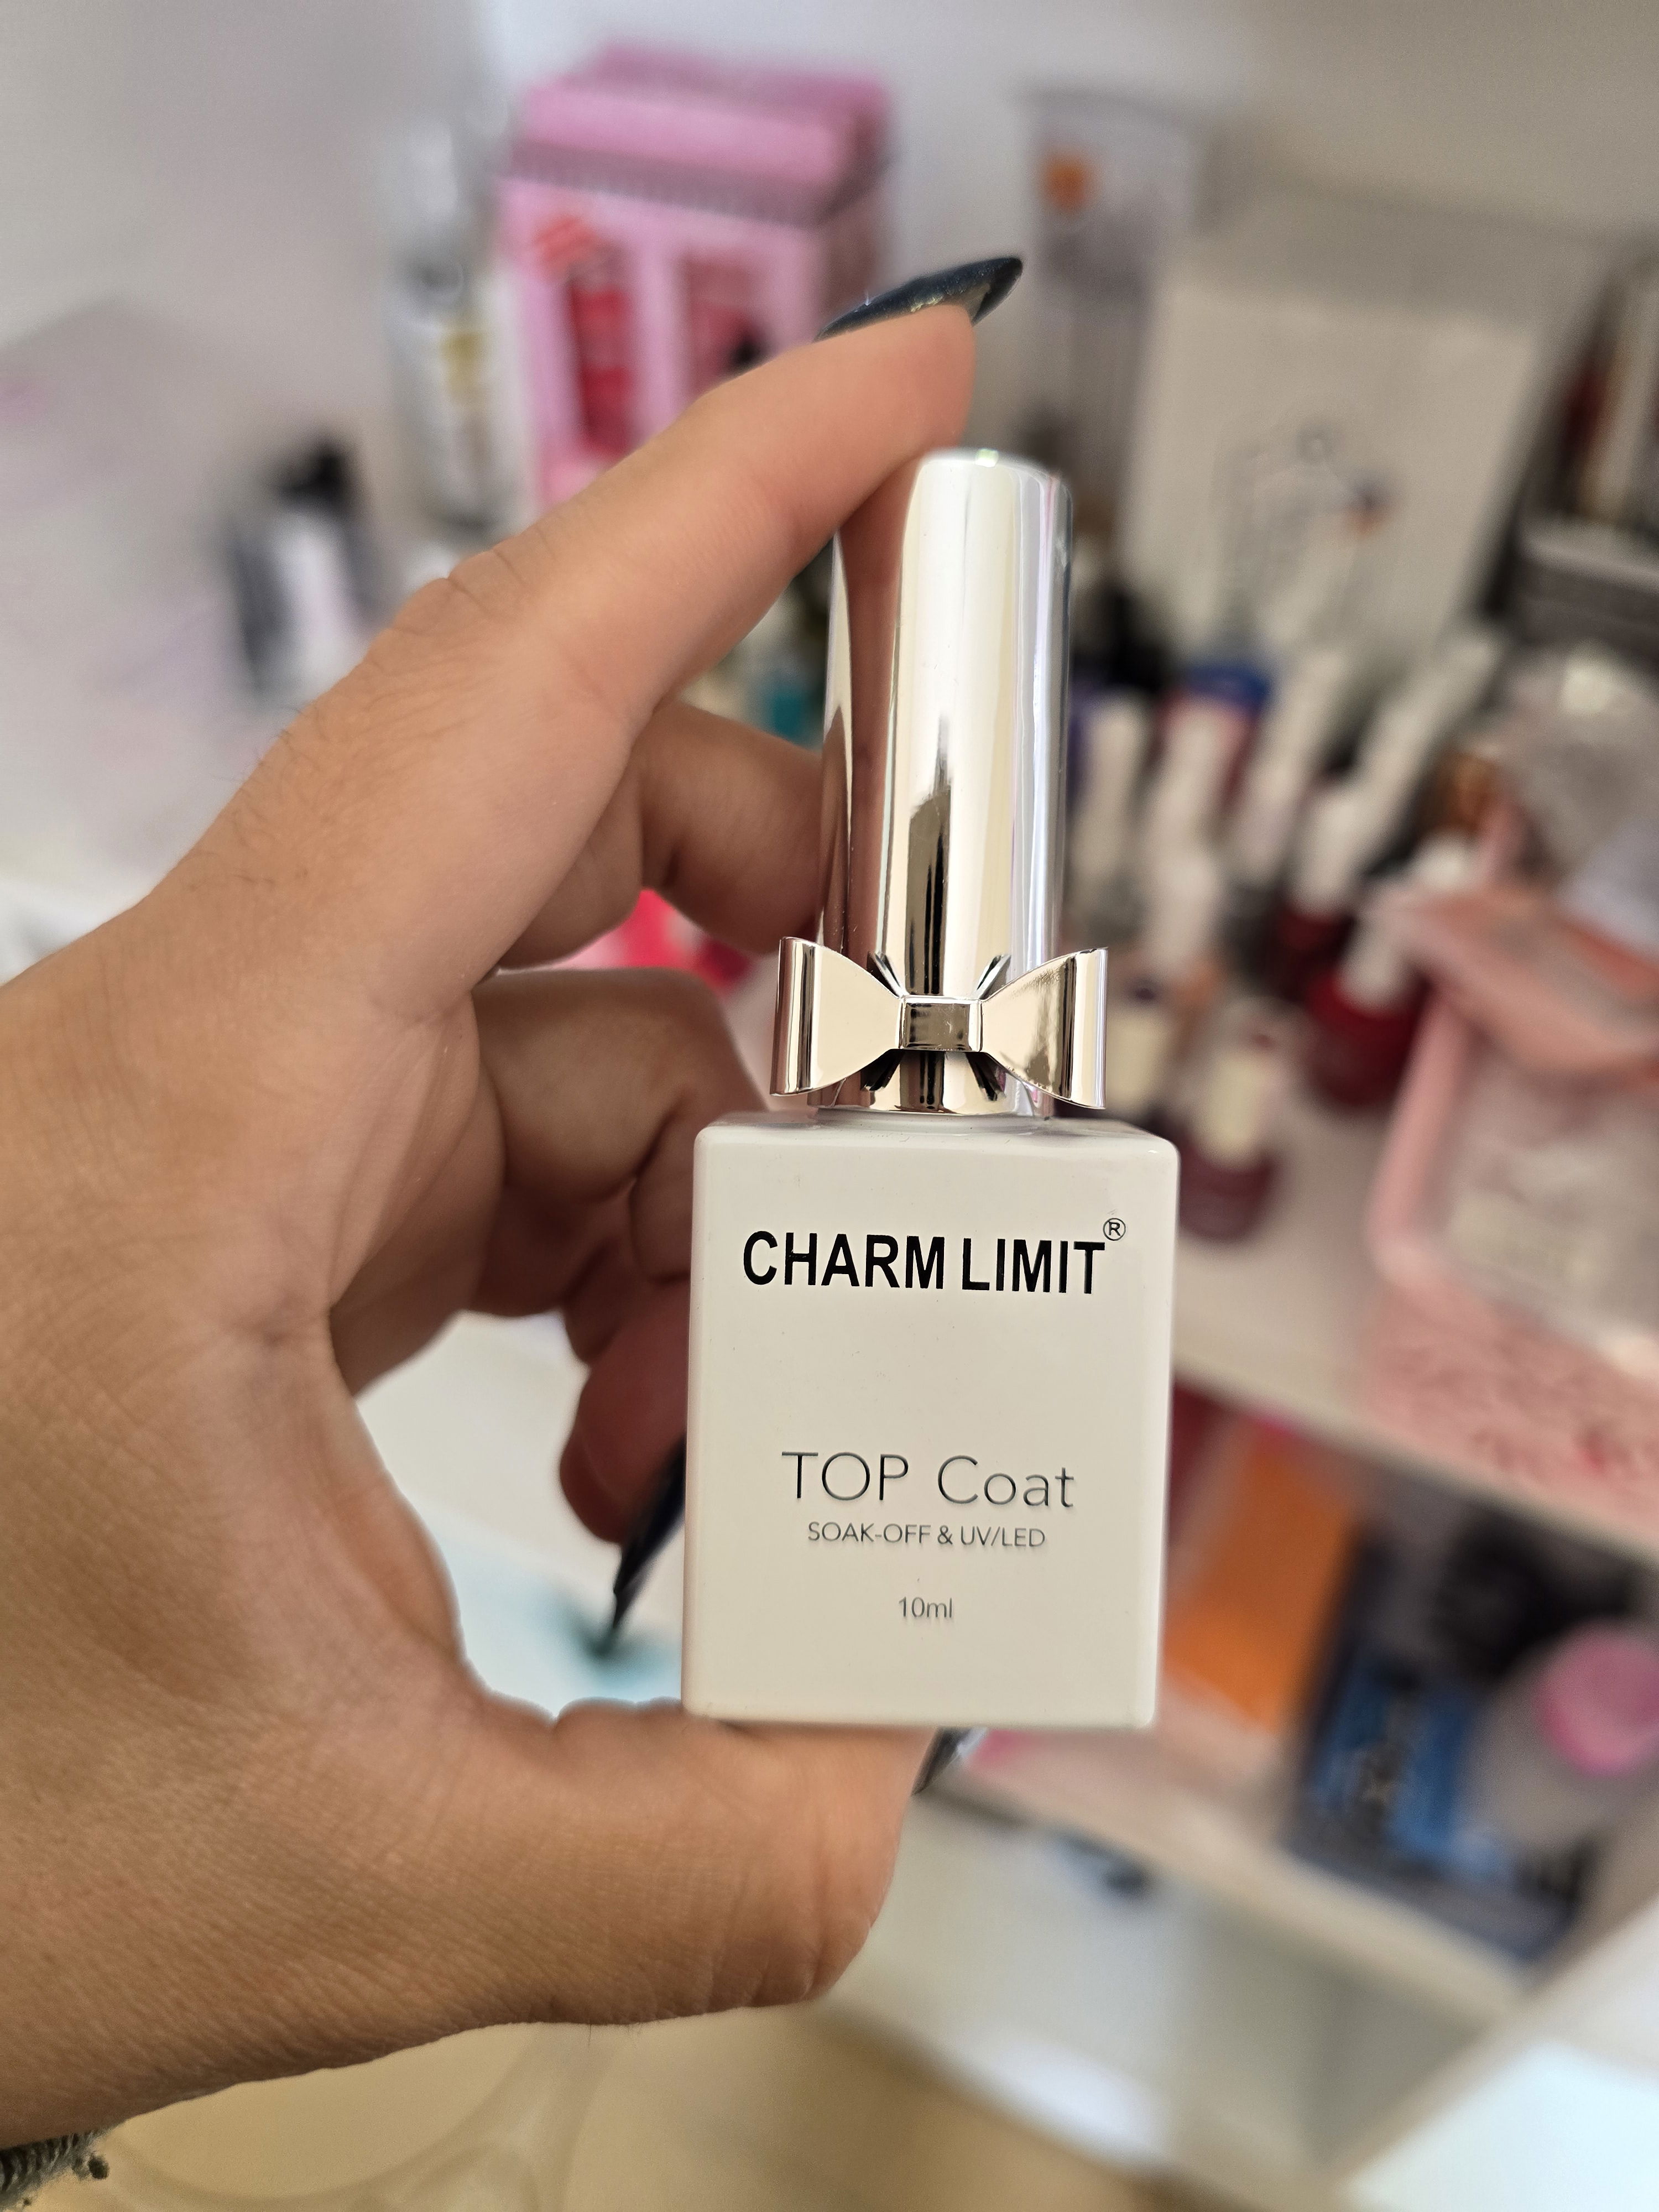 CHARM LIMIT®
TOP Coat
SOAK-OFF & UV/LED
10ml